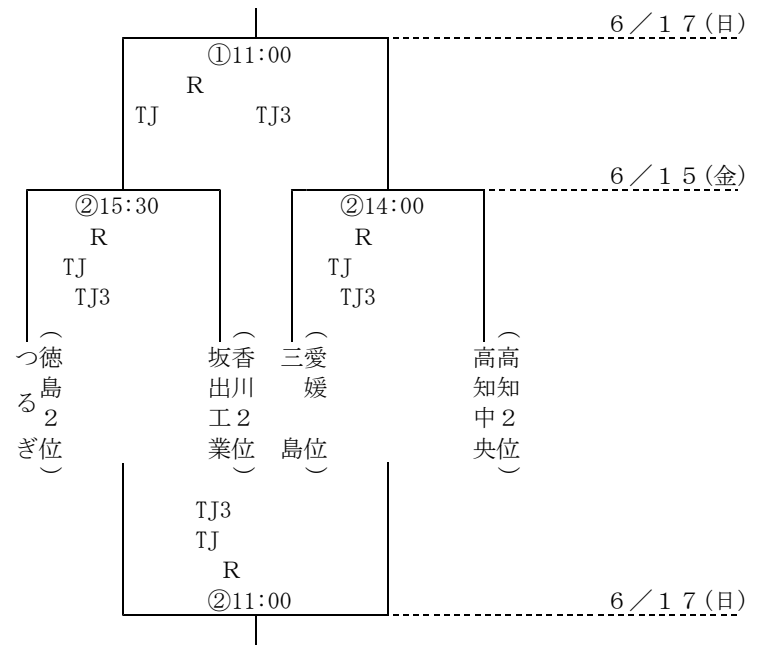 6/17(日)
①11:00
R
TJ TJ3
6/15(金)
②15:30 ②14:00
R R
TJ TJ
TJ3 TJ3
(徳島2位)
つるぎ
(香川2位)
坂出工業
(愛媛 位)
三 島
(高知2位)
高知中央
TJ3
TJ
R
②11:00
6/17(日)